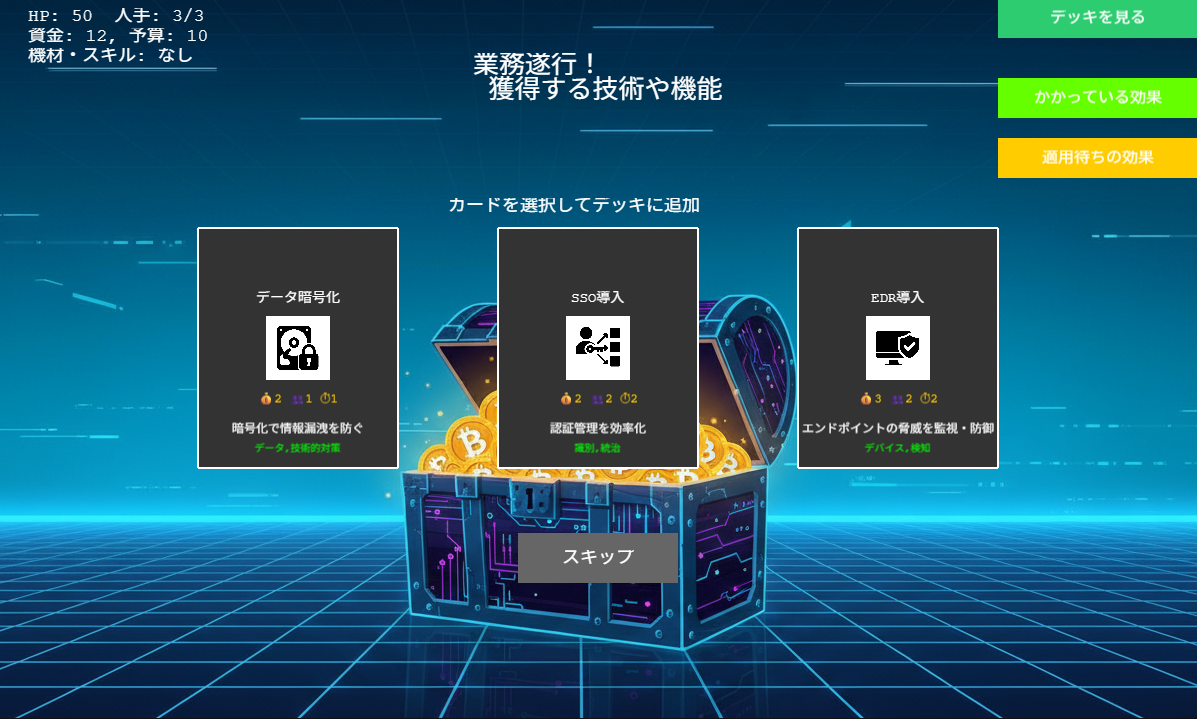 HP: 50 人手: 3/3
資金: 12, 予算: 10
機材・スキル: なし
デッキを見る
かかっている効果
適用待ちの効果
業務遂行！
獲得する技術や機能
カードを選択してデッキに追加
データ暗号化
2 1 1
暗号化で情報漏洩を防ぐ
データ,技術的対策
SSO導入
2 2 2
認証管理を効率化
識別,統治
EDR導入
3 2 2
エンドポイントの脅威を監視・防御
デバイス,検知
スキップ